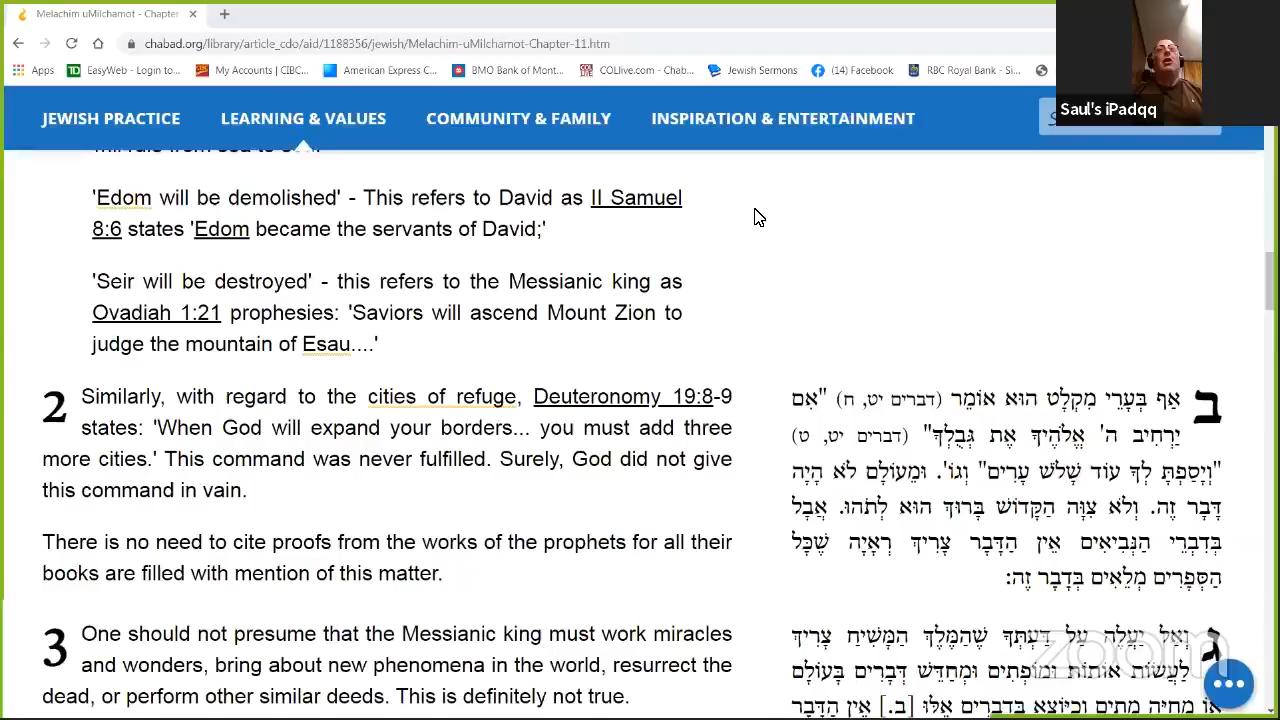 Melachim uMilchamot - Chapter
chabad.org/library/article_cdo/aid/1188356/jewish/Melachim-uMilchamot-Chapter-11.htm
Apps EasyWeb - Login to... My Accounts | CIBC... American Express C... BMO Bank of Mont... COLlive.com - Chab... Jewish Sermons (14) Facebook RBC Royal Bank - Si...
Saul's iPadqq
JEWISH PRACTICE LEARNING & VALUES COMMUNITY & FAMILY INSPIRATION & ENTERTAINMENT
'Edom will be demolished' - This refers to David as II Samuel
8:6 states 'Edom became the servants of David;'
'Seir will be destroyed' - this refers to the Messianic king as
Ovadiah 1:21 prophesies: 'Saviors will ascend Mount Zion to
judge the mountain of Esau....'
2 Similarly, with regard to the cities of refuge, Deuteronomy 19:8-9
states: 'When God will expand your borders... you must add three
more cities.' This command was never fulfilled. Surely, God did not give
this command in vain.
There is no need to cite proofs from the works of the prophets for all their
books are filled with mention of this matter.
3 One should not presume that the Messianic king must work miracles
and wonders, bring about new phenomena in the world, resurrect the
dead, or perform other similar deeds. This is definitely not true.
ב אַף בְּעָרֵי מִקְלָט הוּא אוֹמֵר (דברים יט, ח) "אִם
יַרְחִיב ה' אֱלֹהֶיךָ אֶת גְּבֻלְךָ" (דברים יט, ט)
"וְיָסַפְתָּ לְךָ עוֹד שָׁלֹשׁ עָרִים" וְגוֹ'. וּמֵעוֹלָם לֹא הָיָה
דָּבָר זֶה. וְלֹא צִוָּה הַקָּדוֹשׁ בָּרוּךְ הוּא לְתֹהוּ. אֲבָל
בְּדִבְרֵי הַנְּבִיאִים אֵין הַדָּבָר צָרִיךְ רְאָיָה שֶׁכָּל
הַסְּפָרִים מְלֵאִים בְּדָבָר זֶה:
ג וְאַל יַעֲלֶה עַל דַּעְתְּךָ שֶׁהַמֶּלֶךְ הַמָּשִׁיחַ צָרִיךְ
לַעֲשׂוֹת אוֹתוֹת וּמוֹפְתִים וּמְחַדֵּשׁ דְּבָרִים בָּעוֹלָם
אוֹ מְחַיֶּה מֵתִים וְכַיּוֹצֵא בִּדְבָרִים אֵלּוּ [ב.] אֵין הַדָּבָר
zoom